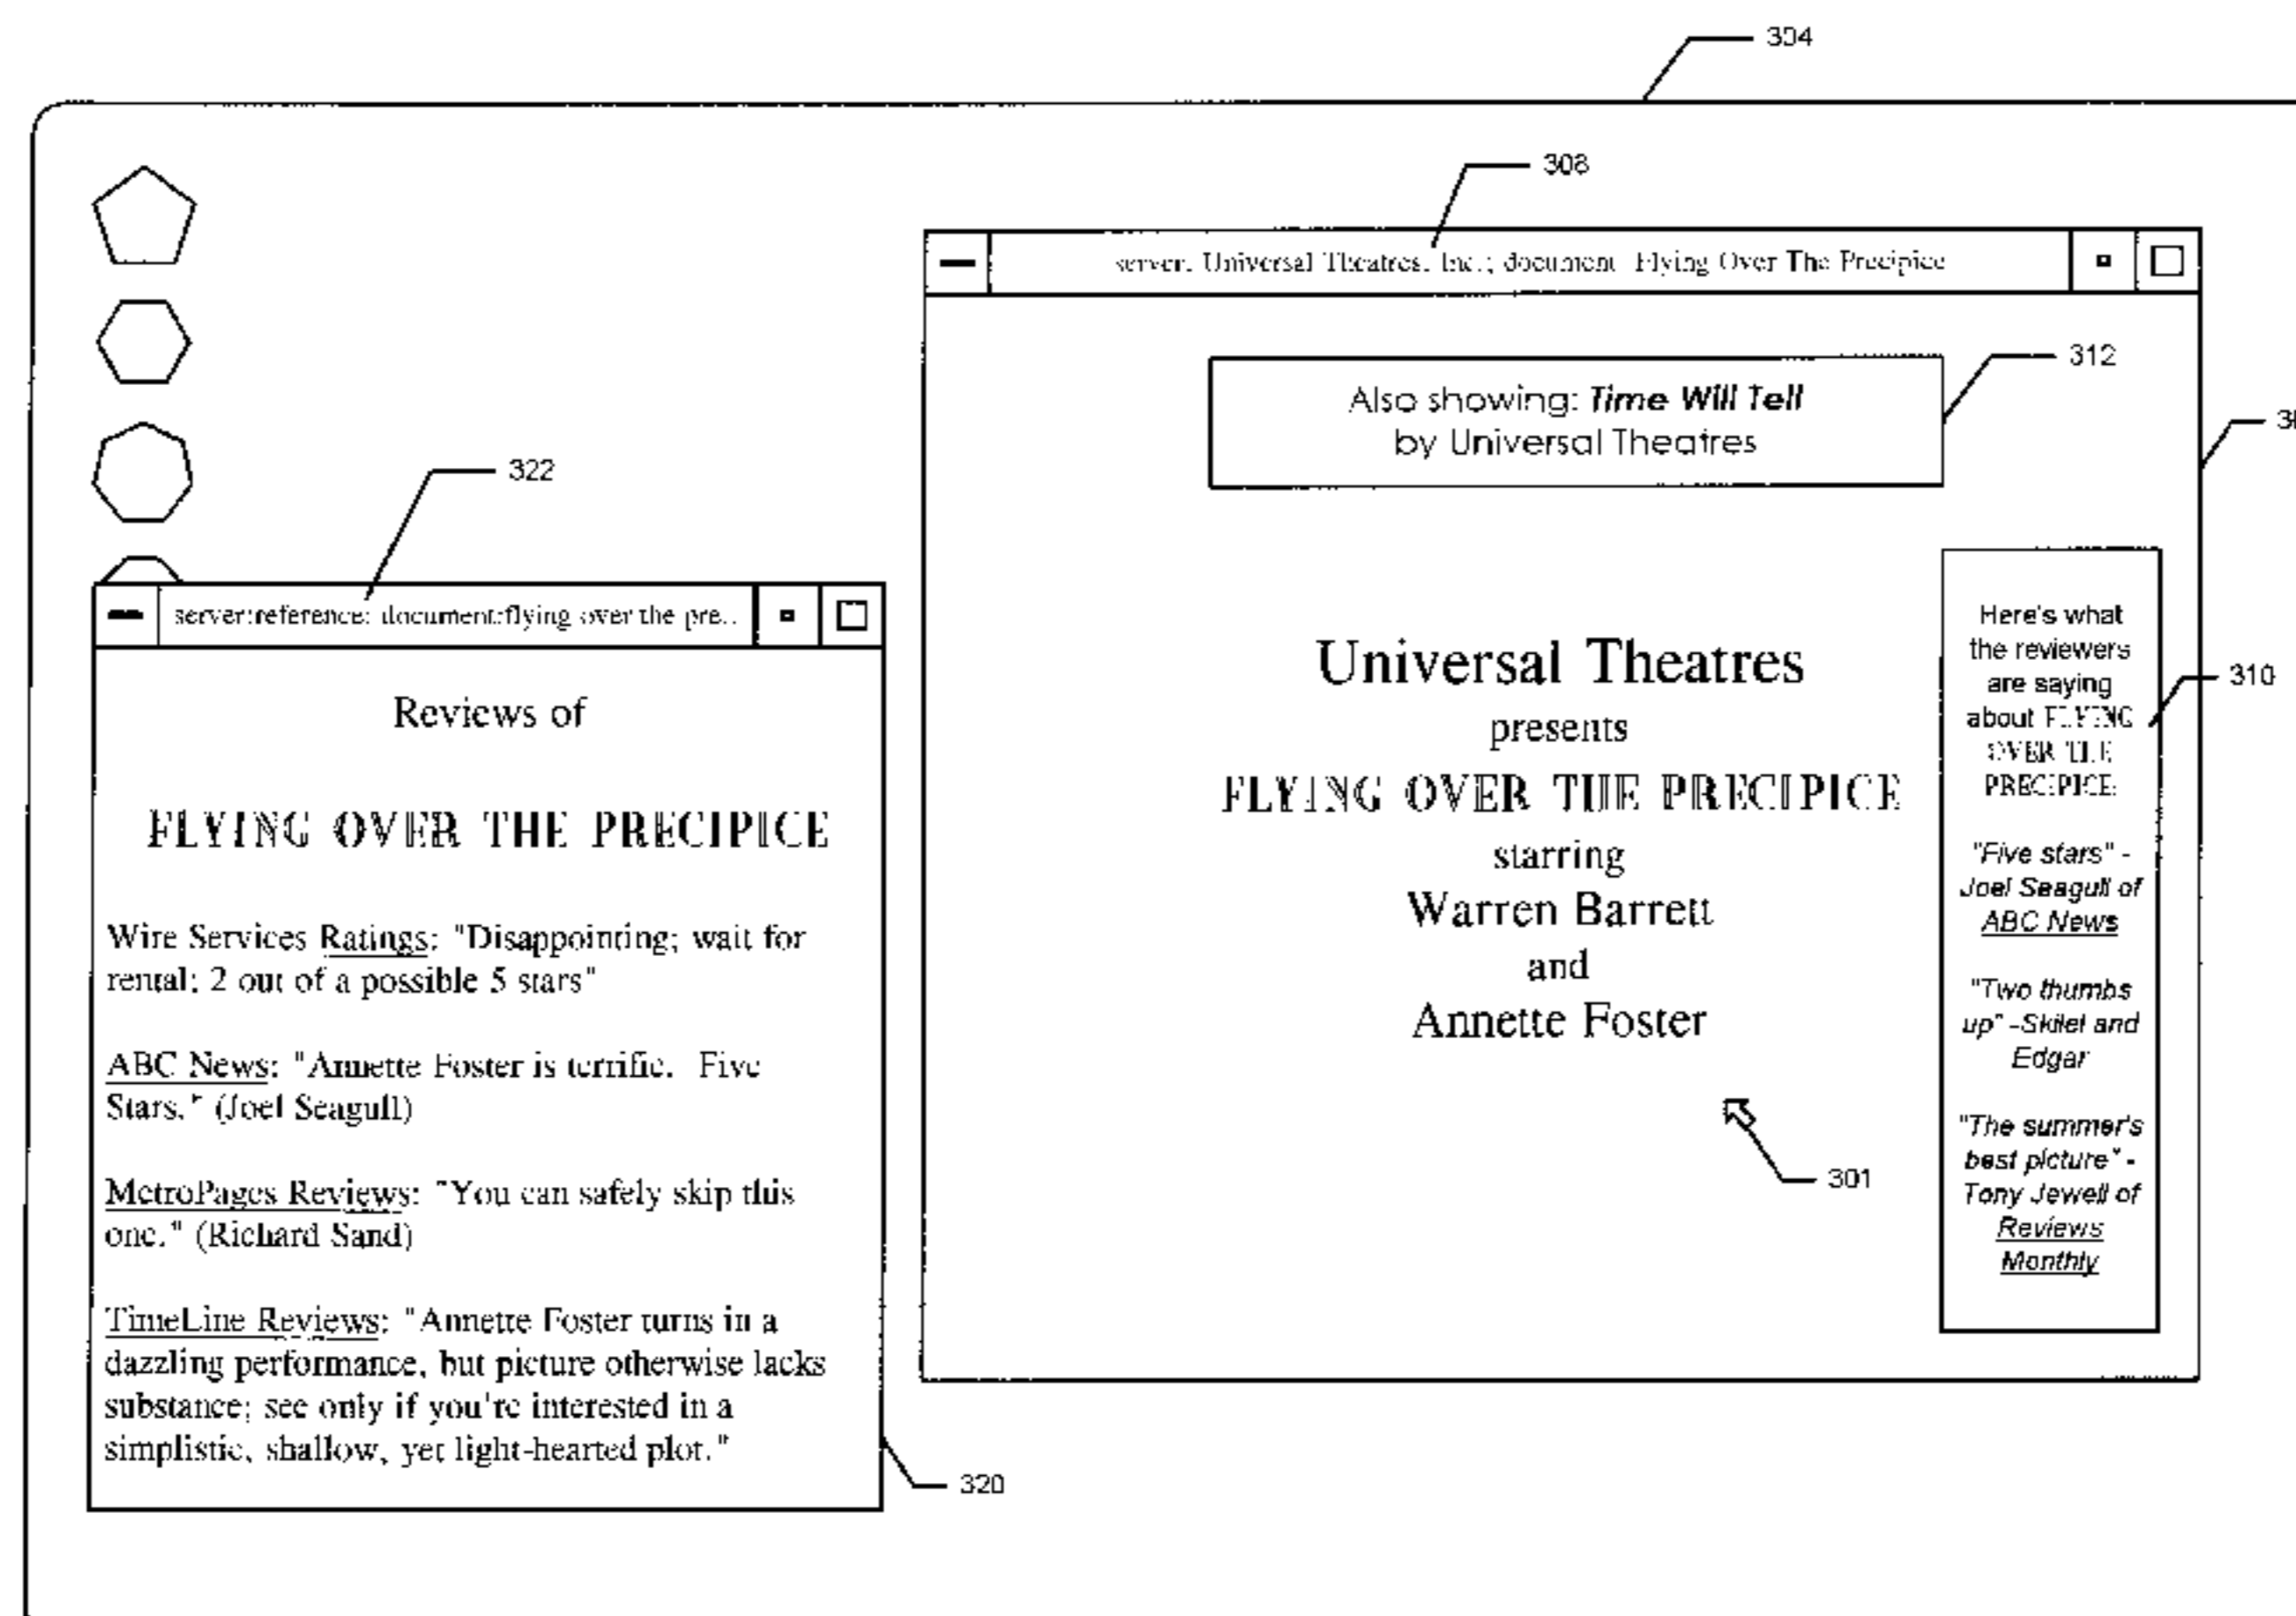 304
308
server: Universal Theatres, Inc.; document: Flying Over The Precipice
312
Also showing: Time Will Tell
by Universal Theatres
322
server:reference: document:flying over the pre..
Reviews of
FLYING OVER THE PRECIPICE
Wire Services Ratings: "Disappointing; wait for
rental; 2 out of a possible 5 stars"
ABC News: "Annette Foster is terrific.  Five
Stars." (Joel Seagull)
MetroPages Reviews: "You can safely skip this
one." (Richard Sand)
TimeLine Reviews: "Annette Foster turns in a
dazzling performance, but picture otherwise lacks
substance; see only if you're interested in a
simplistic, shallow, yet light-hearted plot."
320
Universal Theatres
presents
FLYING OVER THE PRECIPICE
starring
Warren Barrett
and
Annette Foster
301
Here's what
the reviewers
are saying
about FLYING
OVER THE
PRECIPICE:
"Five stars" -
Joel Seagull of
ABC News
"Two thumbs
up" -Skilel and
Edgar
"The summer's
best picture" -
Tony Jewell of
Reviews
Monthly
310